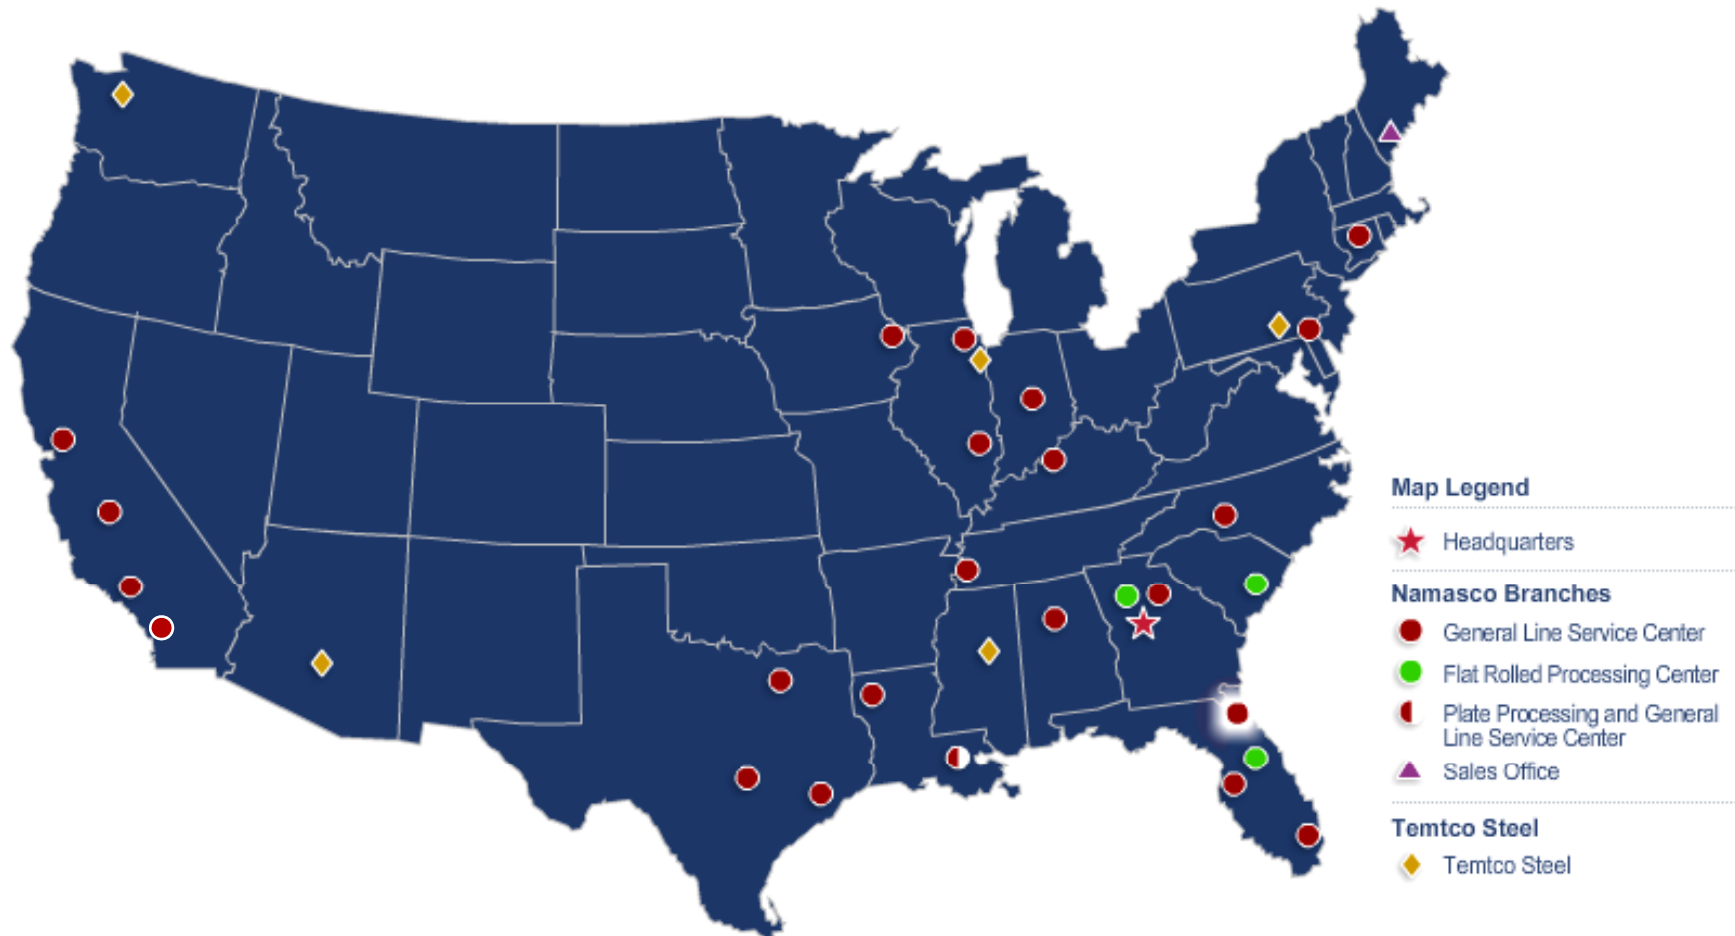 Map Legend
Headquarters
Namasco Branches
General Line Service Center
Flat Rolled Processing Center
Plate Processing and General
Line Service Center
Sales Office
Temtco Steel
Temtco Steel